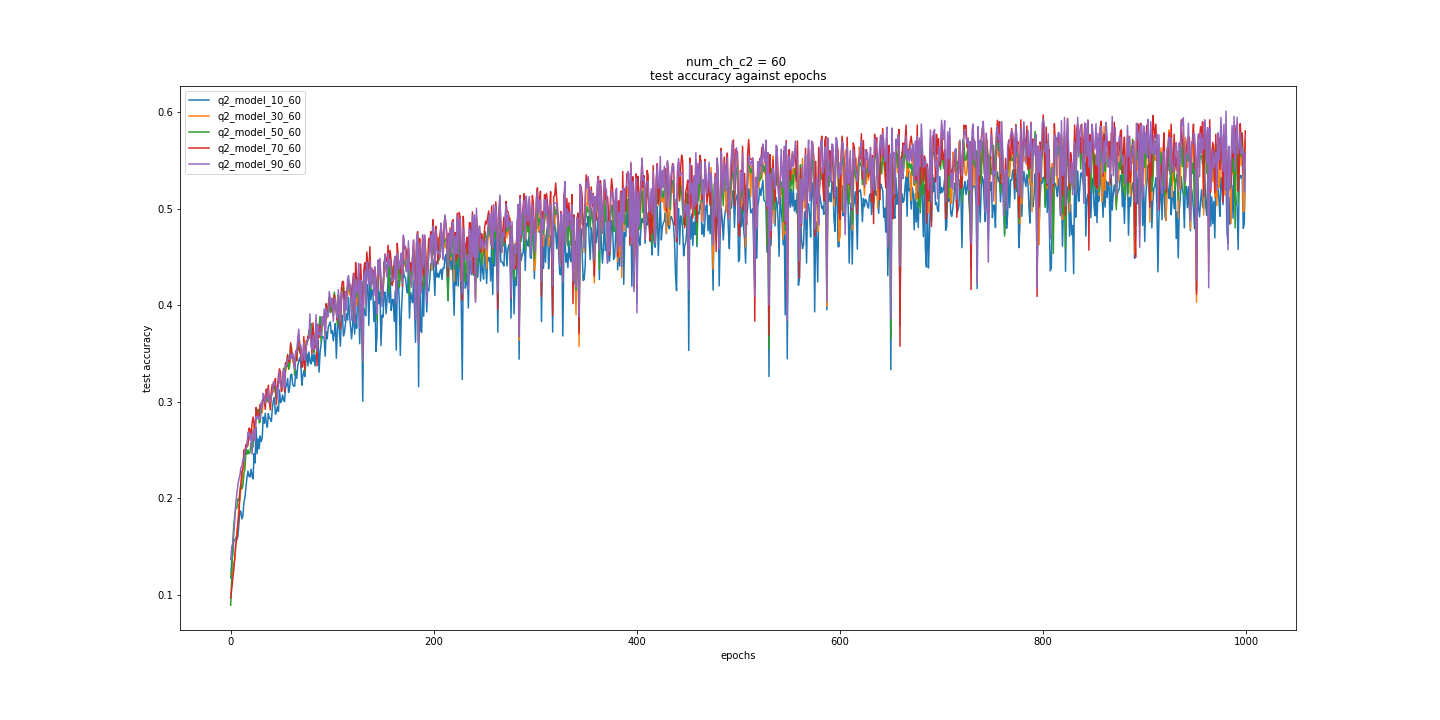 num_ch_c2 = 60
test accuracy against epochs
q2_model_10_60
q2_model_30_60
q2_model_50_60
q2_model_70_60
q2_model_90_60
test accuracy
0.6
0.5
0.4
0.3
0.2
0.1
0 200 400 600 800 1000
epochs